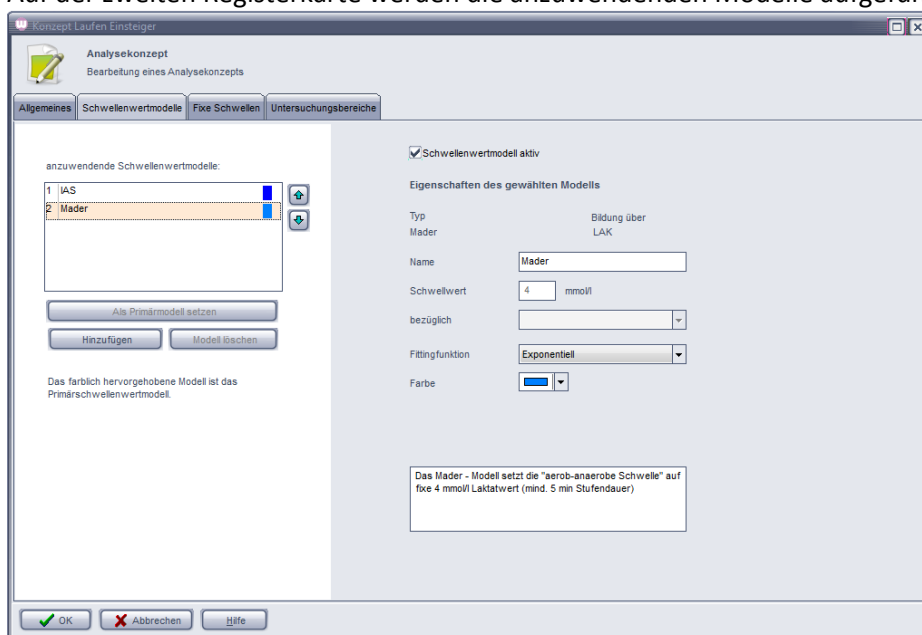 Auf der zweiten Registerkarte werden die anzuwendenden Modelle
Konzept Laufen Einsteiger
Analysekonzept
Bearbeitung eines Analysekonzepts
Allgemeines Schwellenwertmodelle Fixe Schwellen Untersuchungsbereiche
anzuwendende Schwellenwertmodelle:
1 IAS
2 Mader
Als Primärmodell setzen
Hinzufügen Modell löschen
Das farblich hervorgehobene Modell ist das
Primärschwellenwertmodell.
Schwellenwertmodell aktiv
Eigenschaften des gewählten Modells
Typ Bildung über
Mader LAK
Name Mader
Schwellwert 4 mmol/l
bezüglich
Fittingfunktion Exponentiell
Farbe
Das Mader - Modell setzt die "aerob-anaerobe Schwelle" auf
fixe 4 mmol/l Laktatwert (mind. 5 min Stufendauer)
OK Abbrechen Hilfe